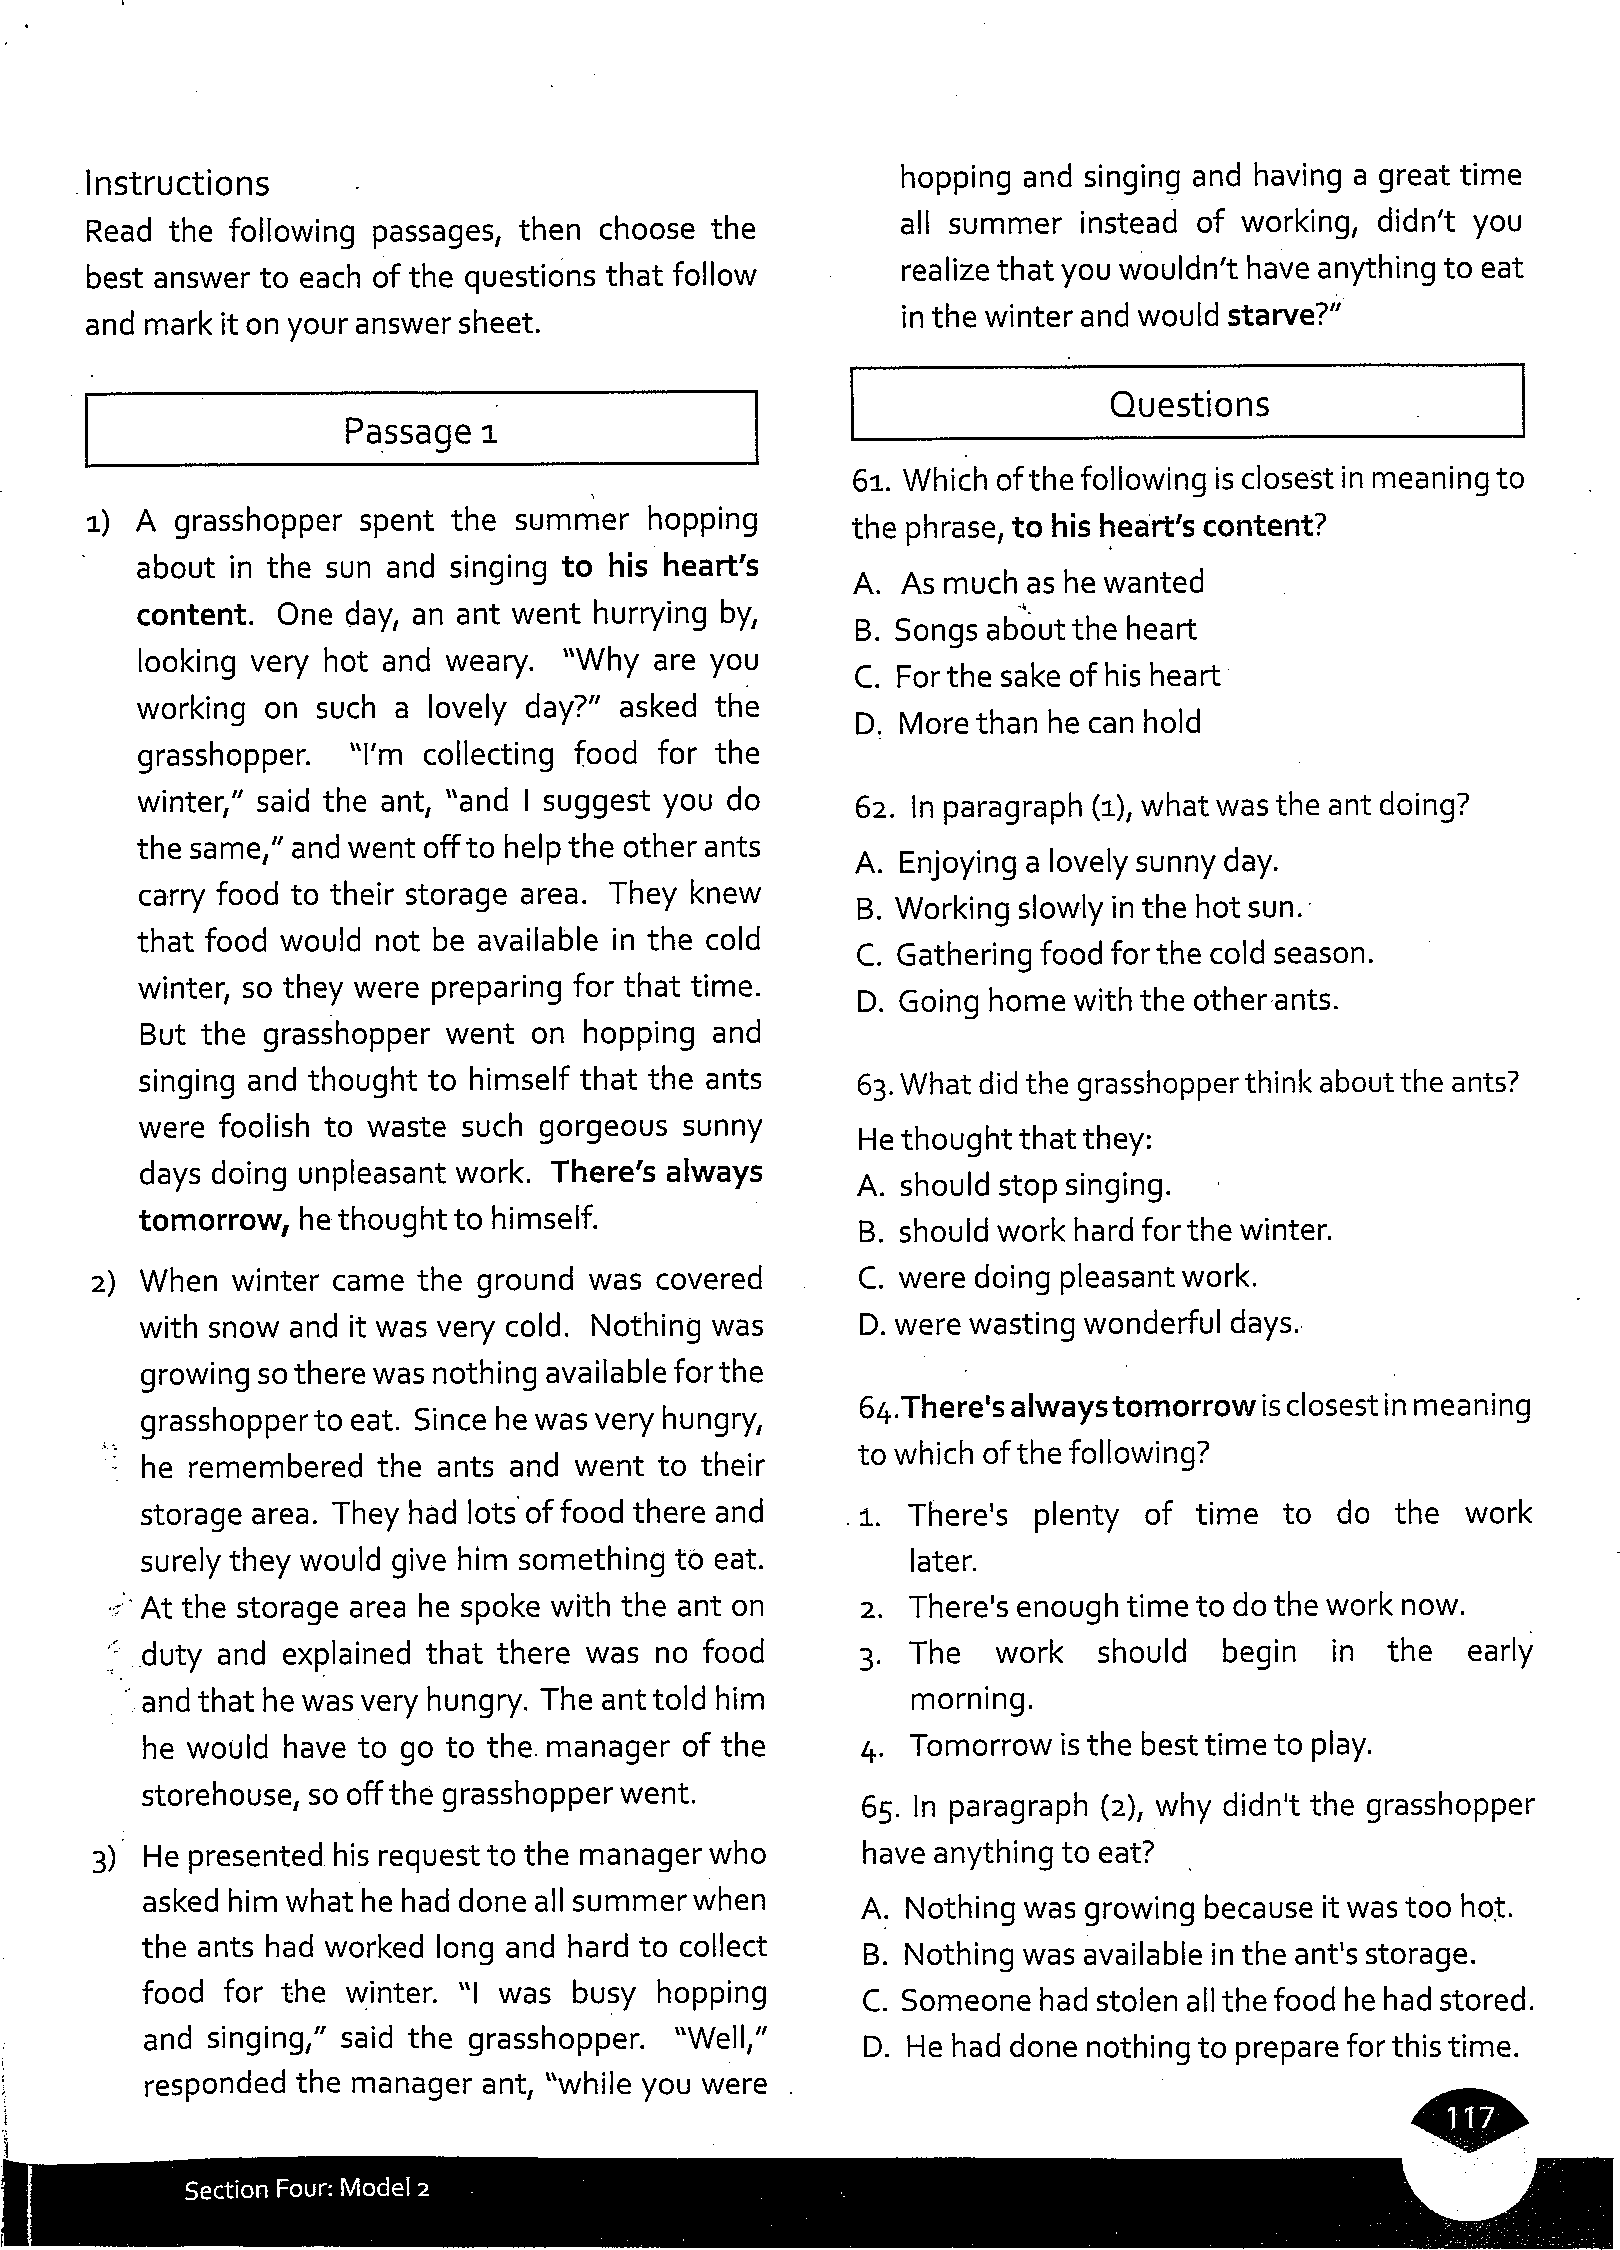 Instructions
Read the following passages, then choose the
best answer to each of the questions that follow
and mark it on your answer sheet.
Passage 1
1) A grasshopper spent the summer hopping
about in the sun and singing to his heart's
content. One day, an ant went hurrying by,
looking very hot and weary. "Why are you
working on such a lovely day?" asked the
grasshopper. "I'm collecting food for the
winter," said the ant, "and I suggest you do
the same," and went off to help the other ants
carry food to their storage area. They knew
that food would not be available in the cold
winter, so they were preparing for that time.
But the grasshopper went on hopping and
singing and thought to himself that the ants
were foolish to waste such gorgeous sunny
days doing unpleasant work. There's always
tomorrow, he thought to himself.
2) When winter came the ground was covered
with snow and it was very cold. Nothing was
growing so there was nothing available for the
grasshopper to eat. Since he was very hungry,
he remembered the ants and went to their
storage area. They had lots of food there and
surely they would give him something to eat.
At the storage area he spoke with the ant on
duty and explained that there was no food
and that he was very hungry. The ant told him
he would have to go to the manager of the
storehouse, so off the grasshopper went.
3) He presented his request to the manager who
asked him what he had done all summer when
the ants had worked long and hard to collect
food for the winter. "I was busy hopping
and singing," said the grasshopper. "Well,"
responded the manager ant, "while you were
hopping and singing and having a great time
all summer instead of working, didn't you
realize that you wouldn't have anything to eat
in the winter and would starve?"
Questions
61. Which of the following is closest in meaning to
the phrase, to his heart's content?
A. As much as he wanted
B. Songs about the heart
C. For the sake of his heart
D. More than he can hold
62. In paragraph (1), what was the ant doing?
A. Enjoying a lovely sunny day.
B. Working slowly in the hot sun.
C. Gathering food for the cold season.
D. Going home with the other ants.
63. What did the grasshopper think about the ants?
He thought that they:
A. should stop singing.
B. should work hard for the winter.
C. were doing pleasant work.
D. were wasting wonderful days.
64. There's always tomorrow is closest in meaning
to which of the following?
1. There's plenty of time to do the work
later.
2. There's enough time to do the work now.
3. The work should begin in the early
morning.
4. Tomorrow is the best time to play.
65. In paragraph (2), why didn't the grasshopper
have anything to eat?
A. Nothing was growing because it was too hot.
B. Nothing was available in the ant's storage.
C. Someone had stolen all the food he had stored.
D. He had done nothing to prepare for this time.
117
Section Four: Model 2